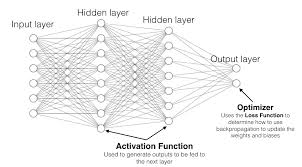 Input layer
Hidden layer
Hidden layer
Output layer
Activation Function
Used to generate outputs to be fed to
the next layer
Optimizer
Uses the Loss Function to
determine how to use
backpropagation to update the
weights and biases